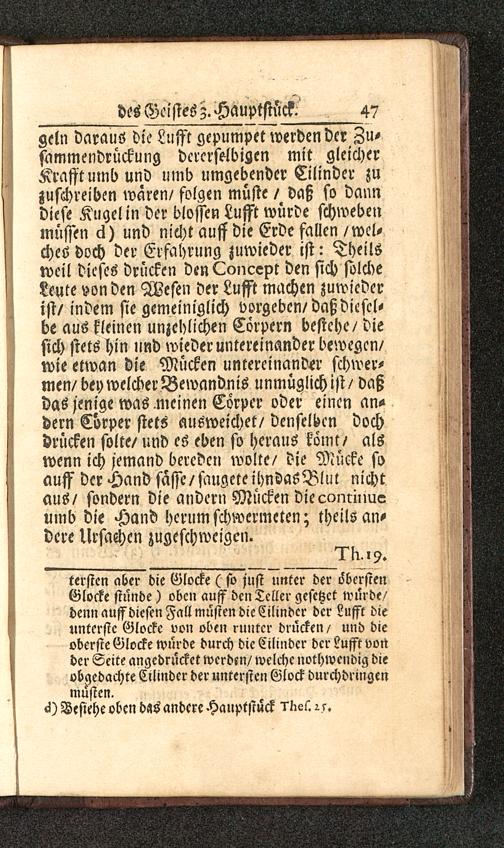 des Geistes 3. Hauptstück. 47
geln daraus die Lufft gepumpet werden der Zu-
sammendrückung dererselbigen mit gleicher
Krafft umb und umb umgebender Cilinder zu
zuschreiben wären/ folgen müste / daß so dann
diese Kugel in der blossen Lufft würde schweben
müssen d) und nicht auff die Erde fallen / wel-
ches doch der Erfahrung zuwieder ist: Theils
weil dieses drücken den Concept den sich solche
Leute von den Wesen der Lufft machen zuwieder
ist/ indem sie gemeiniglich vorgeben/ daß diesel-
be aus kleinen unzehlichen Cörpern bestehe/ die
sich stets hin und wieder untereinander bewegen/
wie etwan die Mücken untereinander schwer-
men/ bey welcher Bewandnis unmüglich ist/ daß
das jenige was meinen Cörper oder einen an-
dern Cörper stets ausweichet/ denselben doch
drücken solte/ und es eben so heraus kömt/ als
wenn ich jemand bereden wolte/ die Mücke so
auff der Hand sässe/ saugete ihn das Blut nicht
aus/ sondern die andern Mücken die continue
umb die Hand herum schwermeten; theils an-
dere Ursachen zugeschweigen.
Th. 19.
tersten aber die Glocke ( so just unter der öbersten
Glocke stünde ) oben auff den Teller gesetzet würde/
denn auff diesen Fall müsten die Cilinder der Lufft die
unterste Glocke von oben runter drücken/ und die
oberste Glocke würde durch die Cilinder der Lufft von
der Seite angedrücket werden/ welche nothwendig die
obgedachte Cilinder der untersten Glock durchdringen
müsten.
d) Besiehe oben das andere Hauptstück Thes. 25.